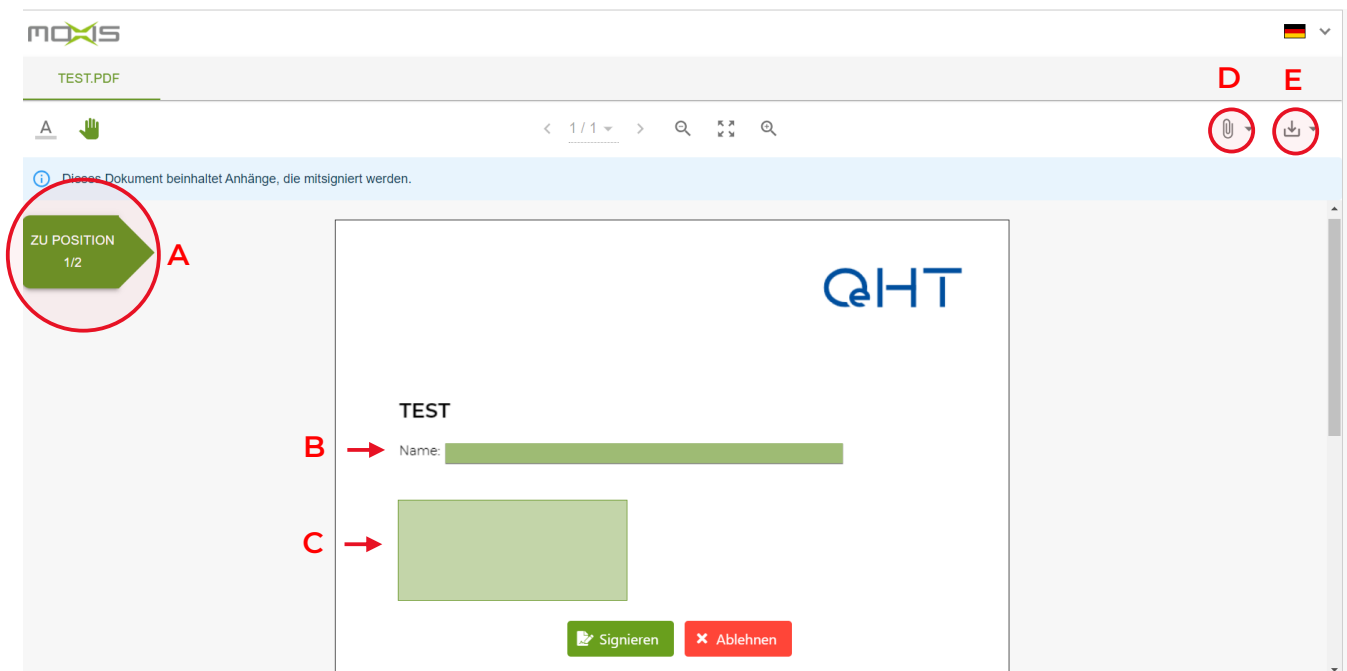 moxis
TEST.PDF
D E
A
1 / 1
Dieses Dokument beinhaltet Anhänge, die mitsigniert werden.
ZU POSITION
1/2
A
QeHT
TEST
B
Name:
C
Signieren
Ablehnen